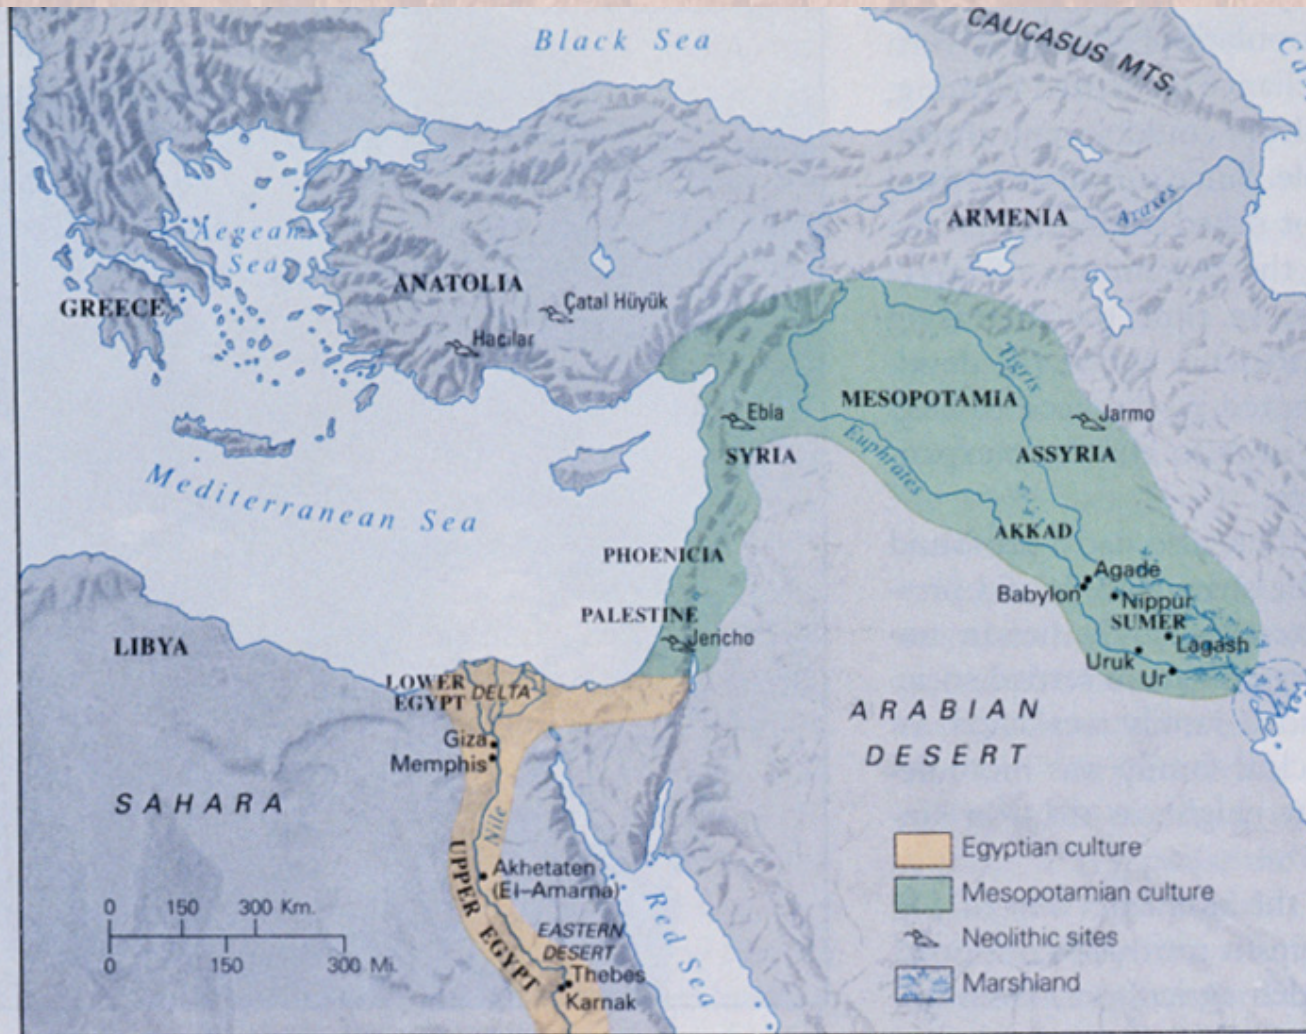 Black Sea
CAUCASUS MTS.
Araxes
ARMENIA
Aegean
Sea
ANATOLIA
GREECE
Çatal Hüyük
Hacilar
Tigris
MESOPOTAMIA
Ebla
Jarmo
Euphrates
SYRIA
ASSYRIA
Mediterranean Sea
AKKAD
PHOENICIA
Agade
Babylon
Nippur
PALESTINE
SUMER
Jericho
Lagash
LIBYA
Uruk
Ur
LOWER
EGYPT
DELTA
ARABIAN
DESERT
Giza
Memphis
SAHARA
Nile
UPPER EGYPT
Akhetaten
(El–Amarna)
Red Sea
EASTERN
DESERT
Thebes
Karnak
0 150 300 Km.
0 150 300 Mi.
Egyptian culture
Mesopotamian culture
Neolithic sites
Marshland